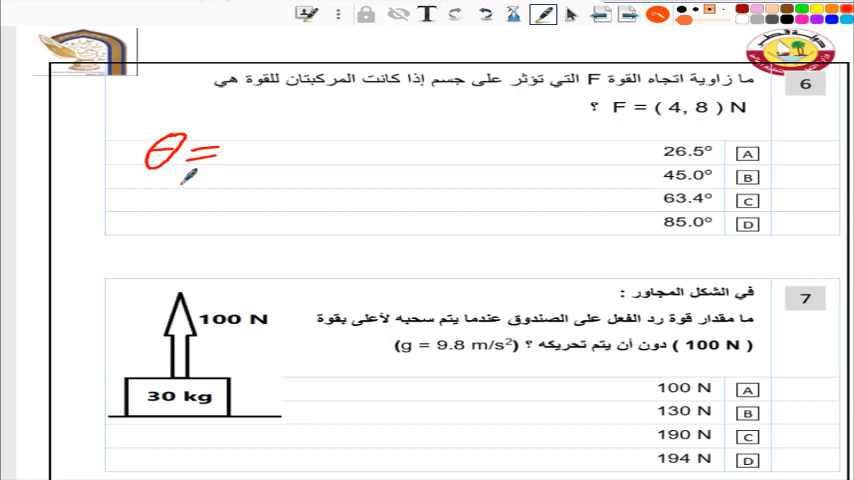 6
ما زاوية اتجاه القوة F التي تؤثر على جسم إذا كانت المركبتان للقوة هي
F = ( 4, 8 ) N ؟
θ=
26.5° A
45.0° B
63.4° C
85.0° D
7
في الشكل المجاور :
ما مقدار قوة رد الفعل على الصندوق عندما يتم سحبه لأعلى بقوة
( 100 N ) دون أن يتم تحريكه ؟ (g = 9.8 m/s²)
100 N
30 kg
100 N A
130 N B
190 N C
194 N D